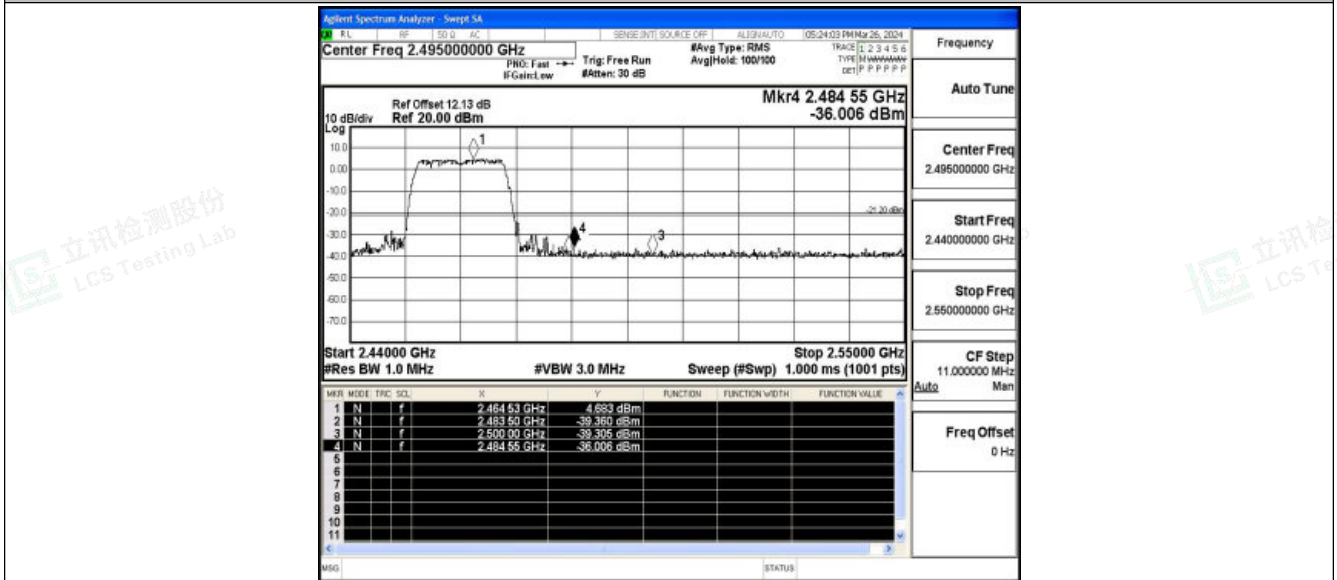 Agilent Spectrum Analyzer - Swept SA
RL RF 50 Ω AC SENSE:INT SOURCE OFF ALIGNAUTO 05:24:03 PM Mar 26, 2024
Center Freq 2.495000000 GHz
PNO: Fast
IFGain:Low
Trig: Free Run
#Atten: 30 dB
#Avg Type: RMS
Avg|Hold: 100/100
TRACE 1 2 3 4 5 6
TYPE M
DET P P P P P P
Ref Offset 12.13 dB
10 dB/div Ref 20.00 dBm
Log
Mkr4 2.484 55 GHz
-36.006 dBm
10.0
0.00
-10.0
-20.0
-30.0
-40.0
-50.0
-60.0
-70.0
1
4
3
-21.20 dBm
Start 2.44000 GHz Stop 2.55000 GHz
#Res BW 1.0 MHz #VBW 3.0 MHz Sweep (#Swp) 1.000 ms (1001 pts)
MKR MODE TRC SCL X Y FUNCTION FUNCTION WIDTH FUNCTION VALUE
1 N f 2.464 53 GHz 4.683 dBm
2 N f 2.483 50 GHz -39.360 dBm
3 N f 2.500 00 GHz -39.305 dBm
4 N f 2.484 55 GHz -36.006 dBm
5
6
7
8
9
10
11
MSG STATUS
Frequency
Auto Tune
Center Freq
2.495000000 GHz
Start Freq
2.440000000 GHz
Stop Freq
2.550000000 GHz
CF Step
11.000000 MHz
Auto Man
Freq Offset
0 Hz
立讯检测股份
LCS Testing Lab
立讯检
LCS Te